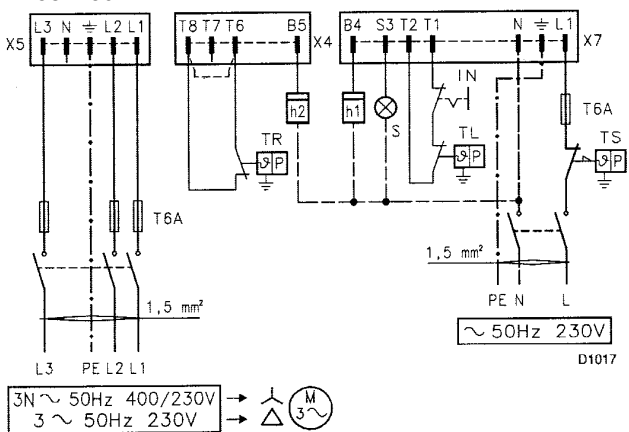 L3 N ⏚ L2 L1
X5
T8 T7 T6 B5
X4
B4 S3 T2 T1 N ⏚ L1
X7
IN
h2
h1
T6A
S
TR
ϑ P
TL
ϑ P
TS
ϑ P
T6A
1,5 mm²
1,5 mm²
PE N L
L3 PE L2 L1
~ 50Hz 230V
D1017
3N ~ 50Hz 400/230V
3 ~ 50Hz 230V
M
3~